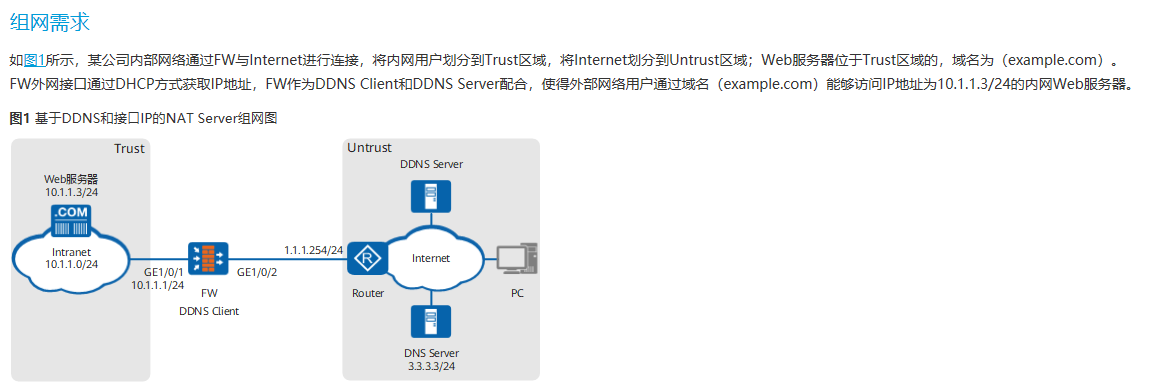 组网需求
如图1所示，某公司内部网络通过FW与Internet进行连接，将内网用户划分到Trust区域，将Internet划分到Untrust区域；Web服务器位于Trust区域的，域名为（example.com）。
FW外网接口通过DHCP方式获取IP地址，FW作为DDNS Client和DDNS Server配合，使得外部网络用户通过域名（example.com）能够访问IP地址为10.1.1.3/24的内网Web服务器。
图1 基于DDNS和接口IP的NAT Server组网图
Trust
Untrust
DDNS Server
Web服务器
10.1.1.3/24
.COM
Intranet
10.1.1.0/24
GE1/0/1
10.1.1.1/24
FW
DDNS Client
GE1/0/2
1.1.1.254/24
R
Router
Internet
PC
DNS Server
3.3.3.3/24